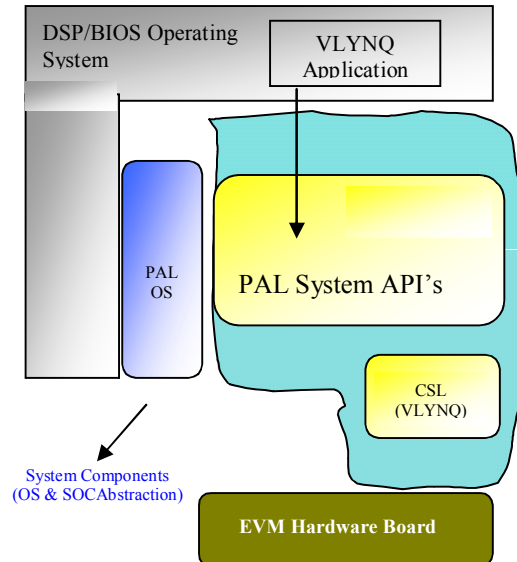 DSP/BIOS Operating
System
VLYNQ
Application
PAL
OS
PAL System API's
CSL
(VLYNQ)
System Components
(OS & SOCAbstraction)
EVM Hardware Board